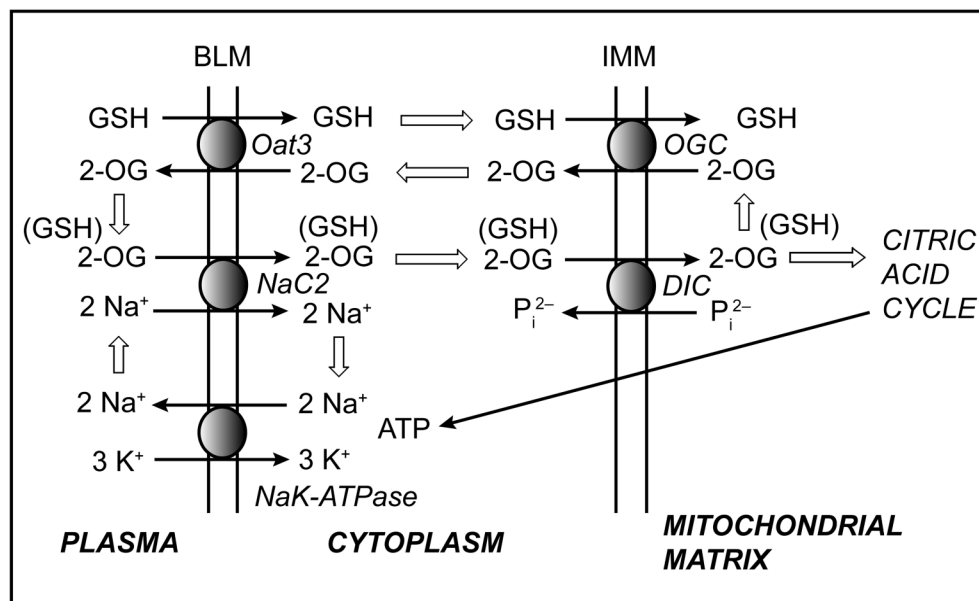 BLM IMM
GSH GSH GSH GSH
Oat3 OGC
2-OG 2-OG 2-OG 2-OG
(GSH) (GSH) (GSH) (GSH)
2-OG 2-OG 2-OG 2-OG CITRIC
NaC2 DIC ACID
2 Na⁺ 2 Na⁺ Pᵢ²⁻ Pᵢ²⁻ CYCLE
2 Na⁺ 2 Na⁺
ATP
3 K⁺ 3 K⁺
NaK-ATPase
PLASMA CYTOPLASM MITOCHONDRIAL
MATRIX